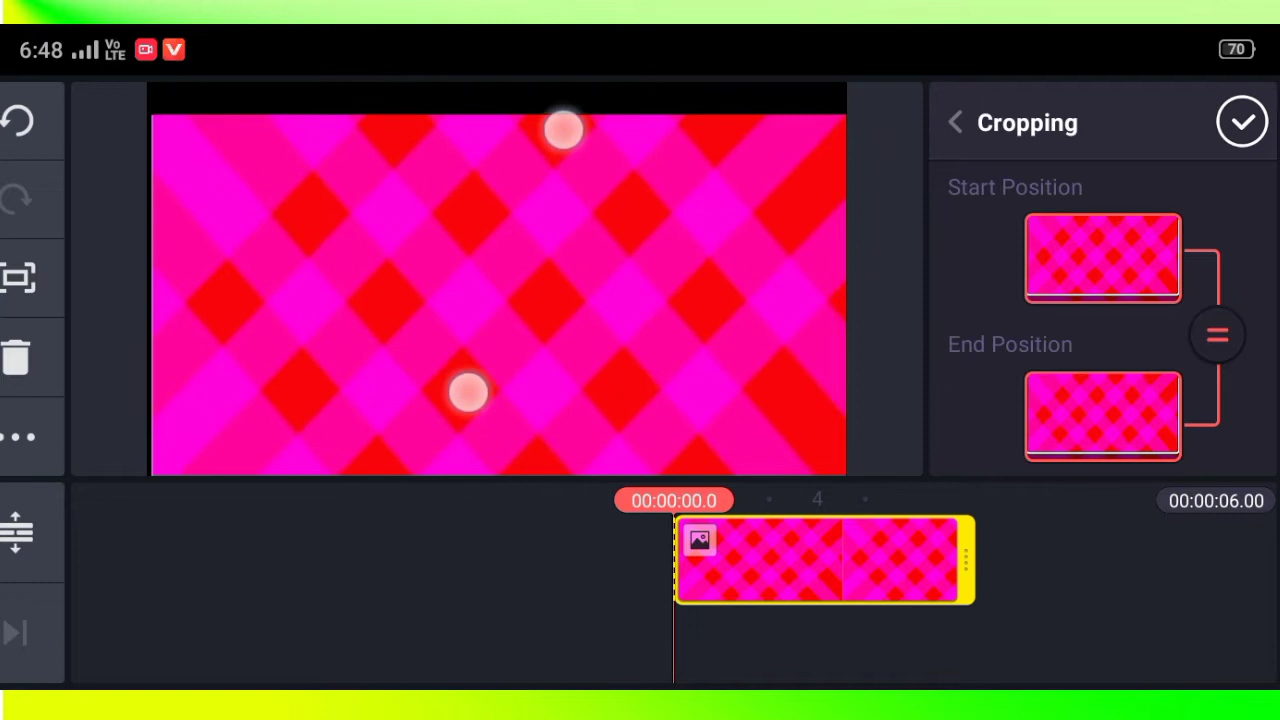 6:48 Vo LTE 70
Cropping
Start Position
End Position
00:00:00.0 4 00:00:06.00